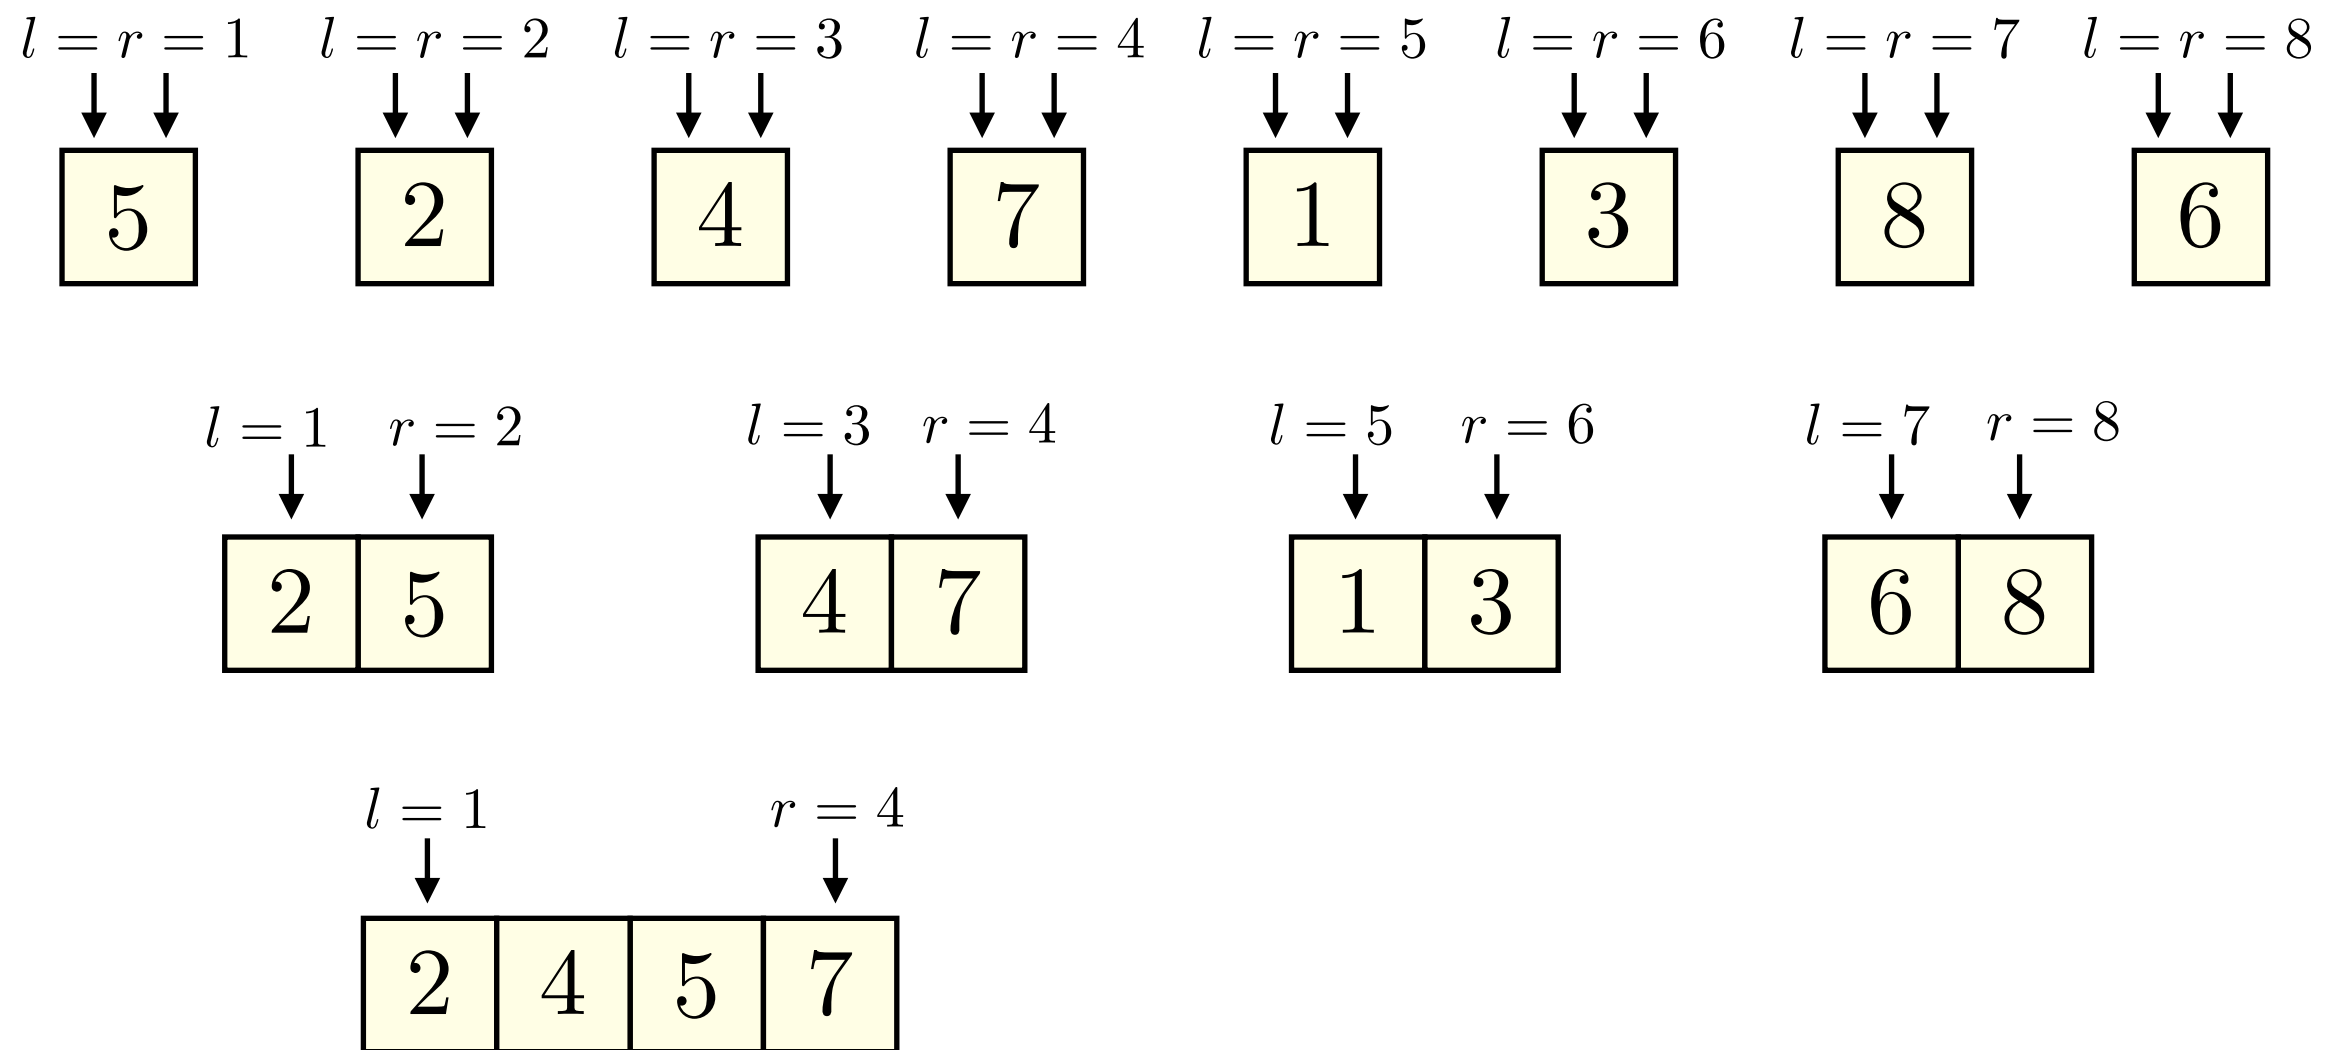 l = r = 1 l = r = 2 l = r = 3 l = r = 4 l = r = 5 l = r = 6 l = r = 7 l = r = 8
5 2 4 7 1 3 8 6
l = 1 r = 2 l = 3 r = 4 l = 5 r = 6 l = 7 r = 8
2 5 4 7 1 3 6 8
l = 1 r = 4
2 4 5 7